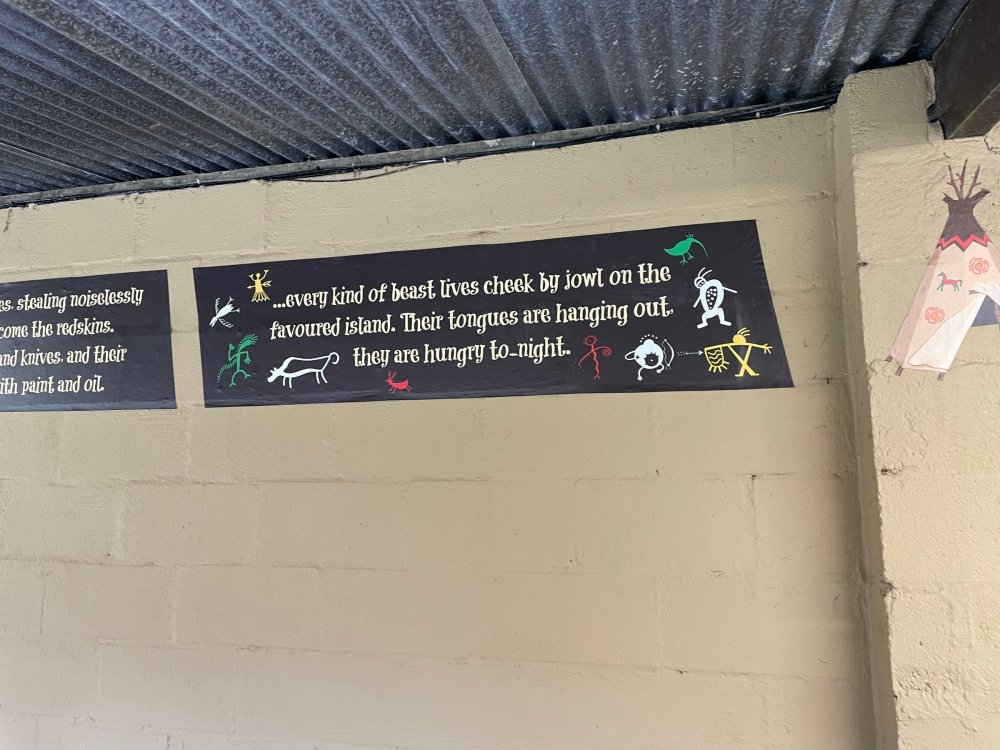 es, stealing noiselessly
come the redskins.
and knives, and their
ith paint and oil.
...every kind of beast lives cheek by jowl on the
favoured island. Their tongues are hanging out,
they are hungry to-night.